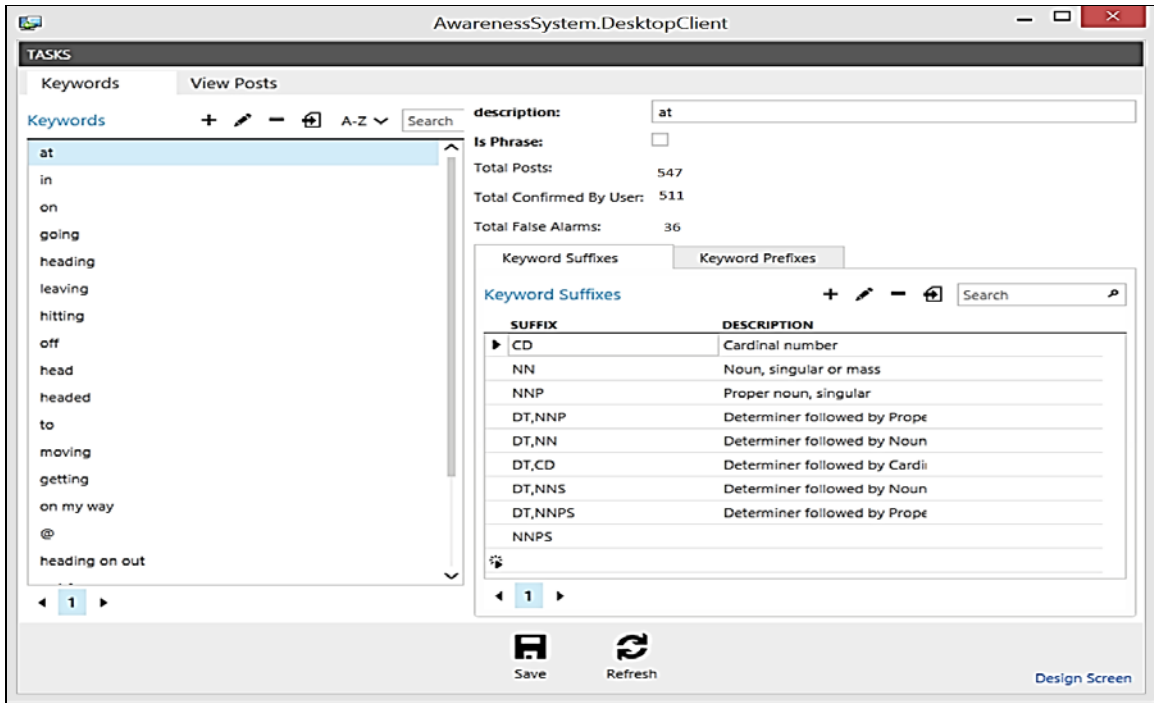 AwarenessSystem.DesktopClient
TASKS
Keywords View Posts
Keywords A-Z Search
at
in
on
going
heading
leaving
hitting
off
head
headed
to
moving
getting
on my way
@
heading on out
1
description: at
Is Phrase:
Total Posts: 547
Total Confirmed By User: 511
Total False Alarms: 36
Keyword Suffixes Keyword Prefixes
Keyword Suffixes Search
SUFFIX DESCRIPTION
CD Cardinal number
NN Noun, singular or mass
NNP Proper noun, singular
DT,NNP Determiner followed by Prope
DT,NN Determiner followed by Noun
DT,CD Determiner followed by Cardi
DT,NNS Determiner followed by Noun
DT,NNPS Determiner followed by Prope
NNPS
1
Save Refresh
Design Screen